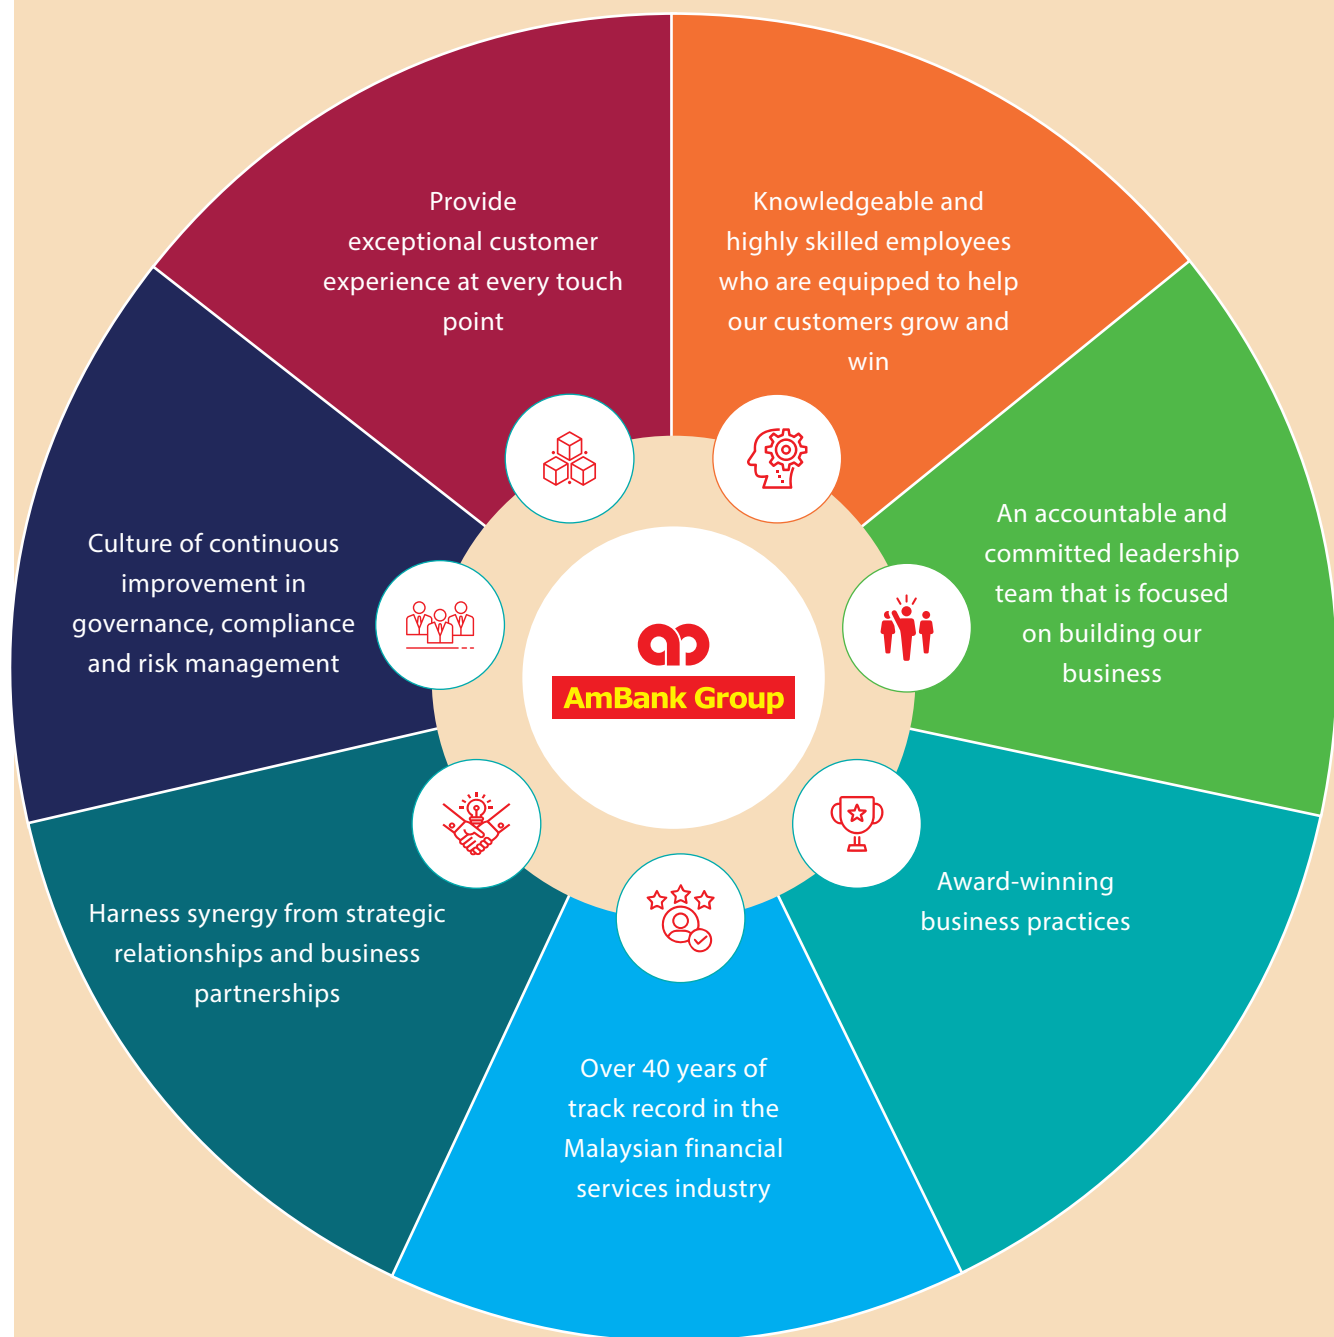 Provide
exceptional customer
experience at every touch
point
Knowledgeable and
highly skilled employees
who are equipped to help
our customers grow and
win
An accountable and
committed leadership
team that is focused
on building our
business
Award-winning
business practices
Over 40 years of
track record in the
Malaysian financial
services industry
Harness synergy from strategic
relationships and business
partnerships
Culture of continuous
improvement in
governance, compliance
and risk management
AmBank Group